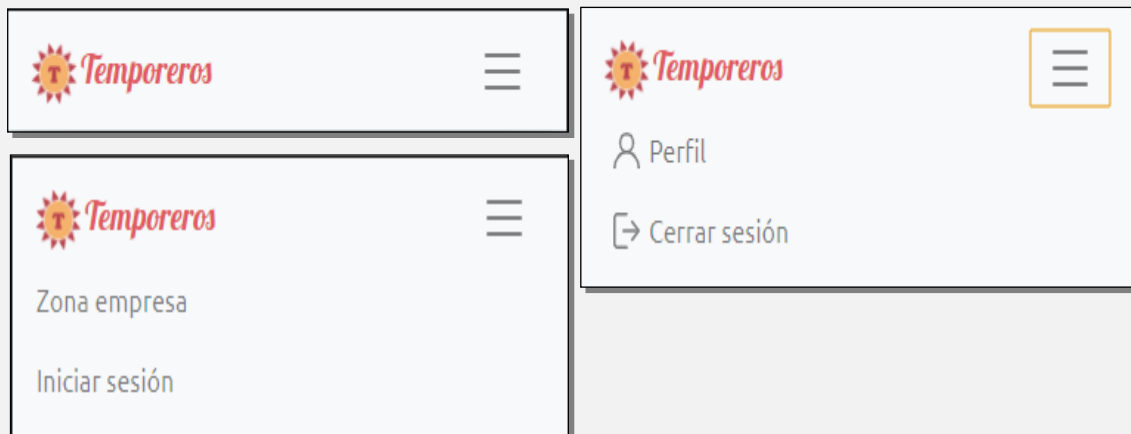 T Temporeros
T Temporeros
Zona empresa
Iniciar sesión
T Temporeros
Perfil
Cerrar sesión